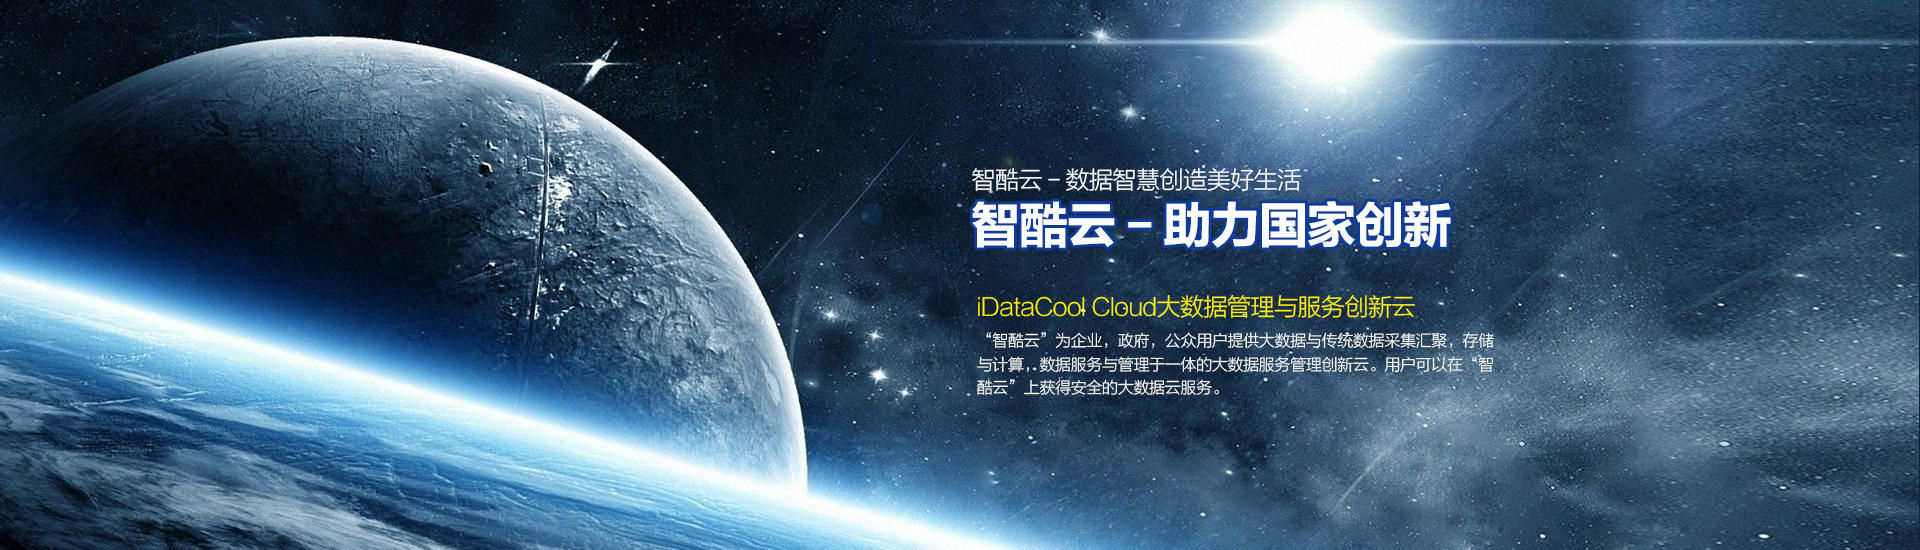 智酷云 – 数据智慧创造美好生活
智酷云 – 助力国家创新
iDataCool Cloud大数据管理与服务创新云
“智酷云”为企业，政府，公众用户提供大数据与传统数据采集汇聚，存储
与计算，数据服务与管理于一体的大数据服务管理创新云。用户可以在“智
酷云”上获得安全的大数据云服务。